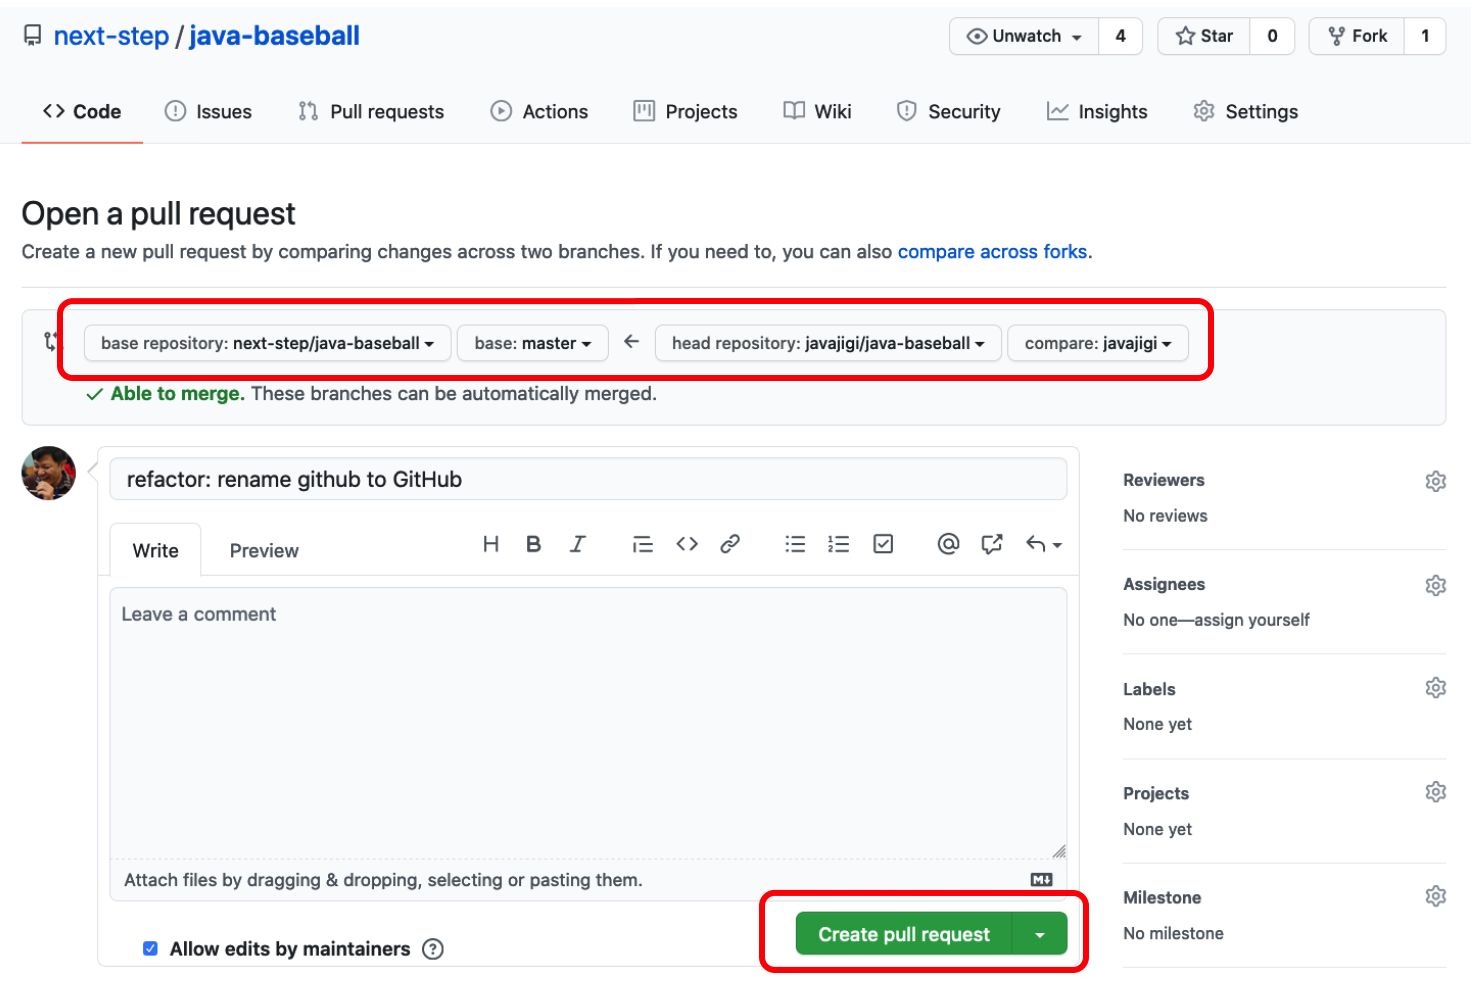 next-step / java-baseball
Unwatch 4 Star 0 Fork 1
Code Issues Pull requests Actions Projects Wiki Security Insights Settings
Open a pull request
Create a new pull request by comparing changes across two branches. If you need to, you can also compare across forks.
base repository: next-step/java-baseball base: master ← head repository: javajigi/java-baseball compare: javajigi
Able to merge. These branches can be automatically merged.
refactor: rename github to GitHub
Write Preview
Leave a comment
Attach files by dragging & dropping, selecting or pasting them.
Allow edits by maintainers
Create pull request
Reviewers
No reviews
Assignees
No one—assign yourself
Labels
None yet
Projects
None yet
Milestone
No milestone